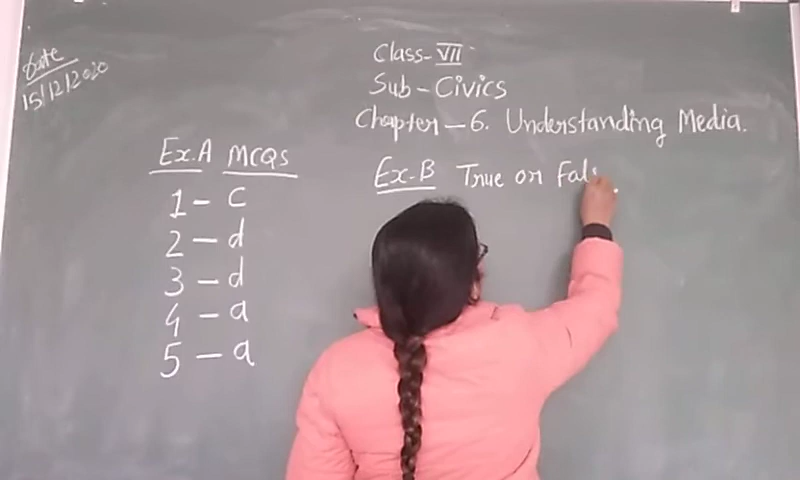 Date
15/12/2020
Class-VII
Sub-Civics
Chapter-6. Understanding Media.
Ex.A MCQS
1-c
2-d
3-d
4-a
5-a
Ex-B True or Fals